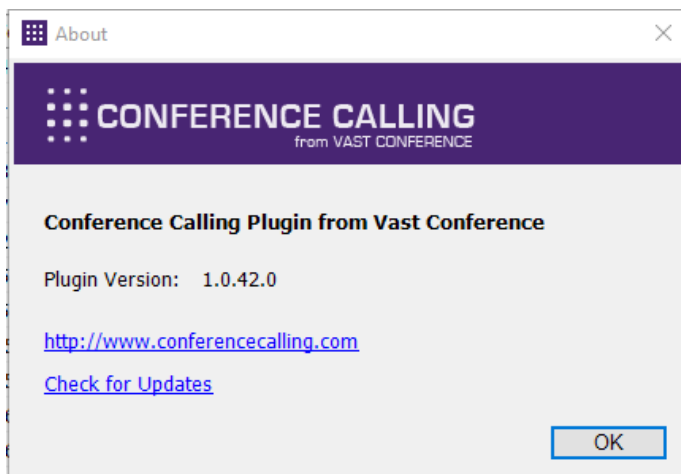 About
CONFERENCE CALLING
from VAST CONFERENCE
Conference Calling Plugin from Vast Conference
Plugin Version: 1.0.42.0
http://www.conferencecalling.com
Check for Updates
OK